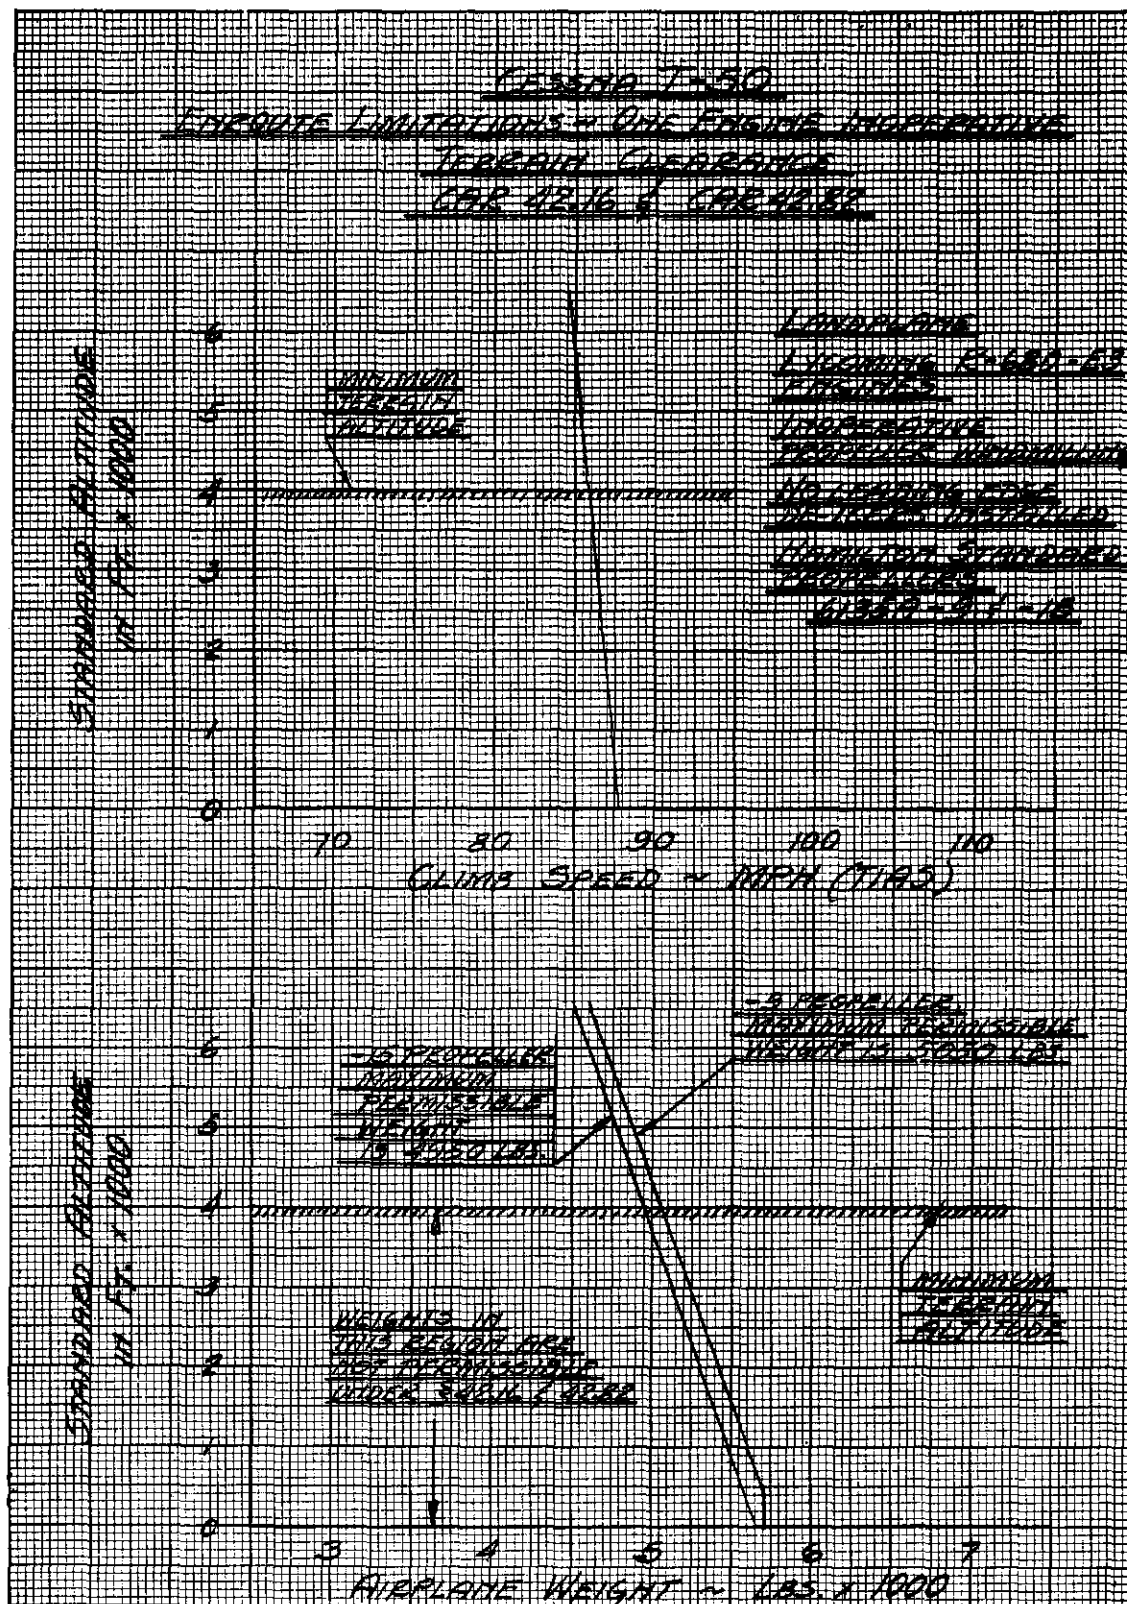 CESSNA T-50
ENROUTE LIMITATIONS ~ ONE ENGINE INOPERATIVE
TERRAIN CLEARANCE
CAR 42.16 & CAR 42.82
LANDPLANE
LYCOMING R-680-E3
ENGINES
INOPERATIVE
PROPELLER WINDMILLING
NO LEADING EDGE
DE-ICERS INSTALLED
HAMILTON STANDARD
PROPELLERS
MINIMUM
TERRAIN
ALTITUDE
STANDARD ALTITUDE
IN FT. x 1000
6
5
4
3
2
1
0
70 80 90 100 110
CLIMB SPEED ~ MPH (TIAS)
-9 PROPELLER
MAXIMUM PERMISSIBLE
WEIGHT IS 5050 LBS
-15 PROPELLER
MAXIMUM
PERMISSIBLE
WEIGHT
IS 4950 LBS.
MINIMUM
TERRAIN
ALTITUDE
WEIGHTS IN
THIS REGION ARE
NOT PERMISSIBLE
UNDER §42.16 & 42.82
STANDARD ALTITUDE
IN FT. x 1000
6
5
4
3
2
1
0
3 4 5 6 7
AIRPLANE WEIGHT ~ LBS. x 1000